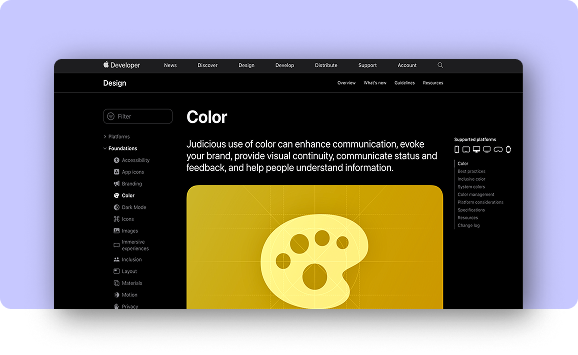 Developer News Discover Design Develop Distribute Support Account
Design Overview What's new Guidelines Resources
Filter
Platforms
Foundations
Accessibility
App icons
Branding
Color
Dark Mode
Icons
Images
Immersive
experiences
Inclusion
Layout
Materials
Motion
Privacy
Color
Judicious use of color can enhance communication, evoke
your brand, provide visual continuity, communicate status and
feedback, and help people understand information.
Supported platforms
Color
Best practices
Inclusive color
System colors
Color management
Platform considerations
Specifications
Resources
Change log